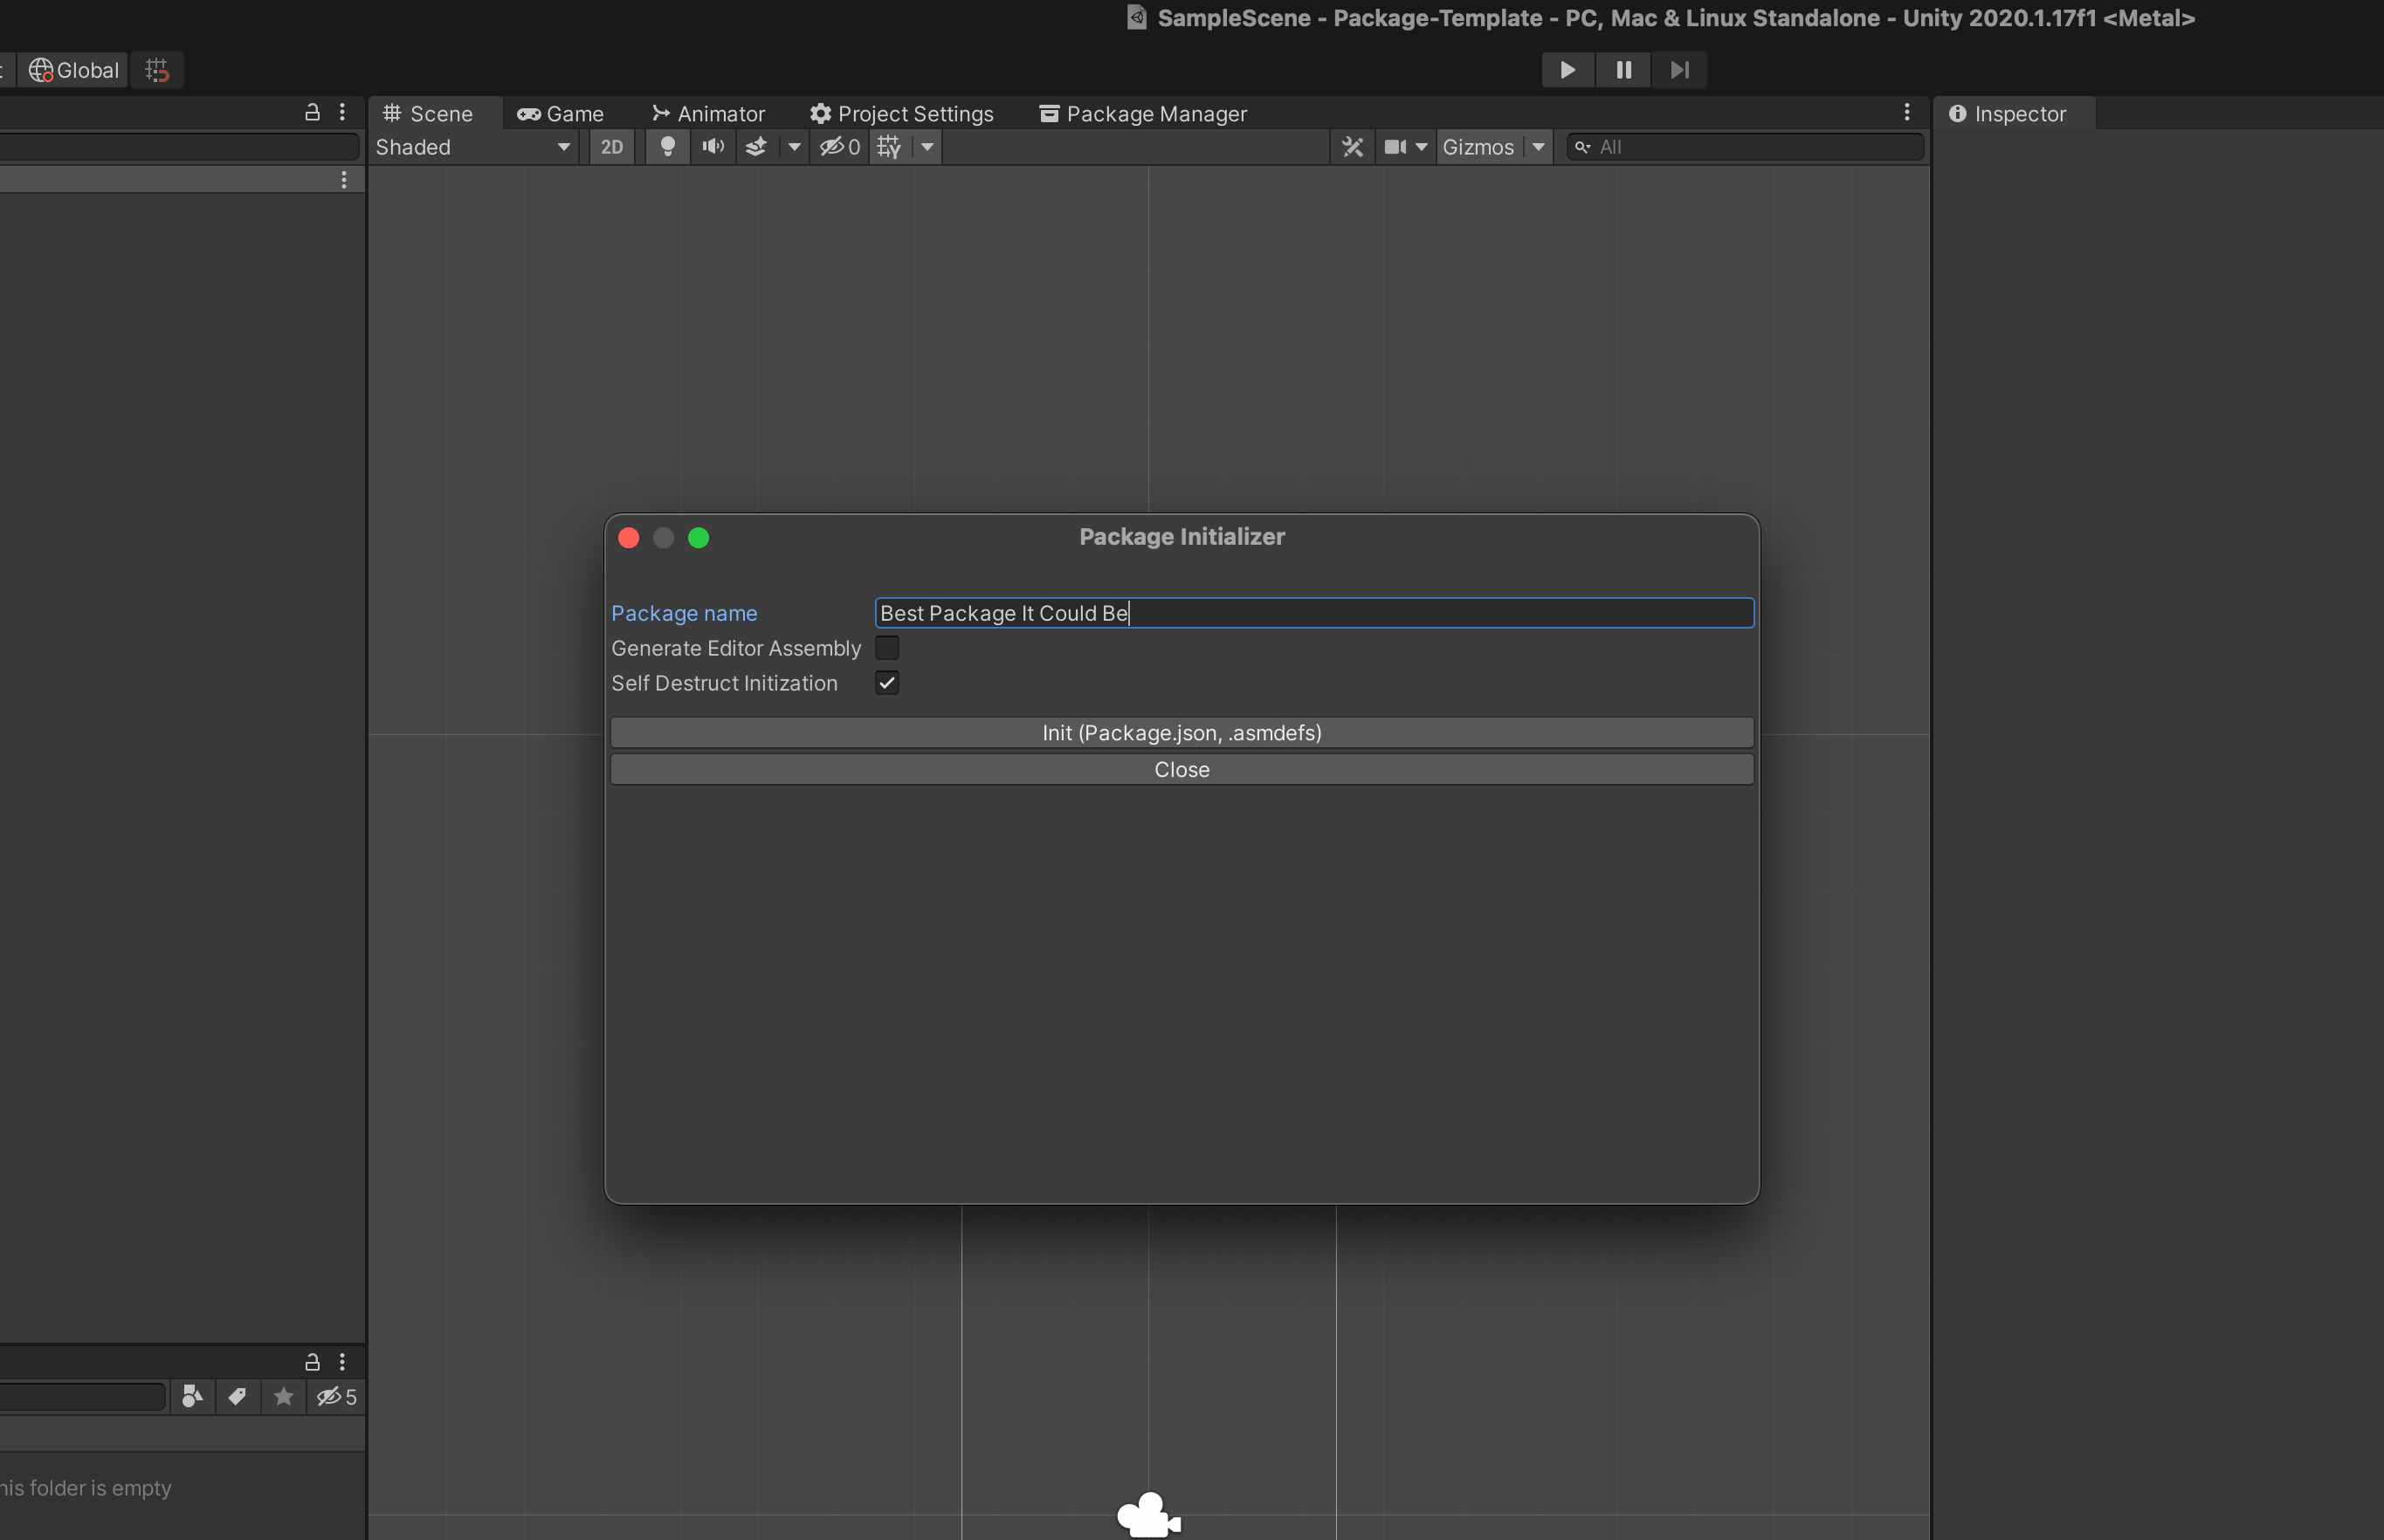 SampleScene - Package-Template - PC, Mac & Linux Standalone - Unity 2020.1.17f1 <Metal>
Global
Scene
Game
Animator
Project Settings
Package Manager
Inspector
Shaded
2D
0
Gizmos
All
Package Initializer
Package name
Best Package It Could Be
Generate Editor Assembly
Self Destruct Initization
Init (Package.json, .asmdefs)
Close
5
his folder is empty